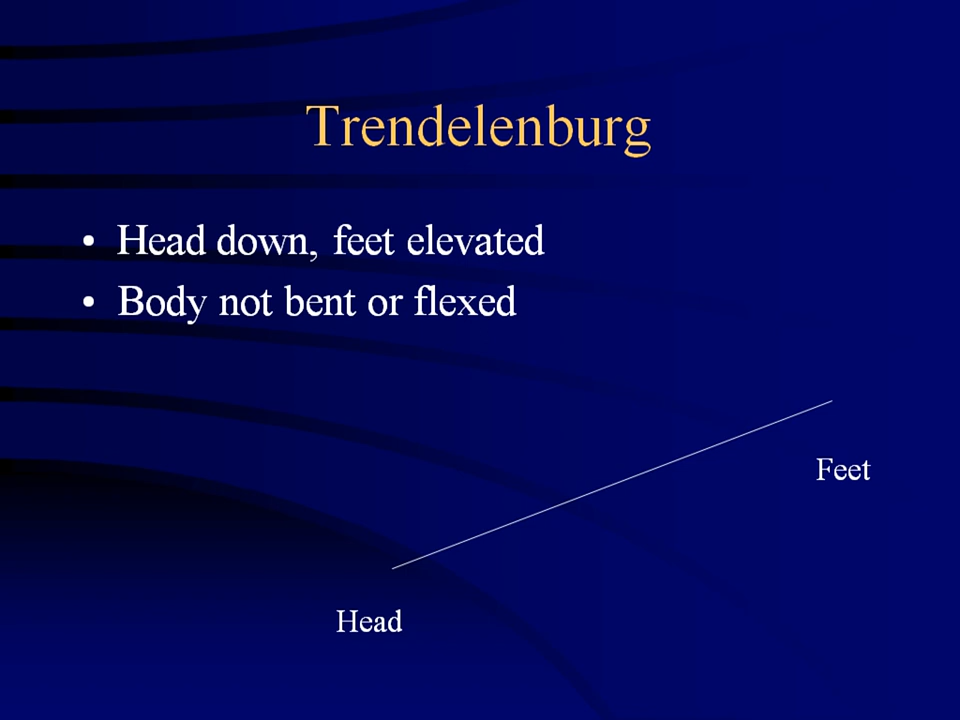 Trendelenburg
• Head down, feet elevated
• Body not bent or flexed
Feet
Head